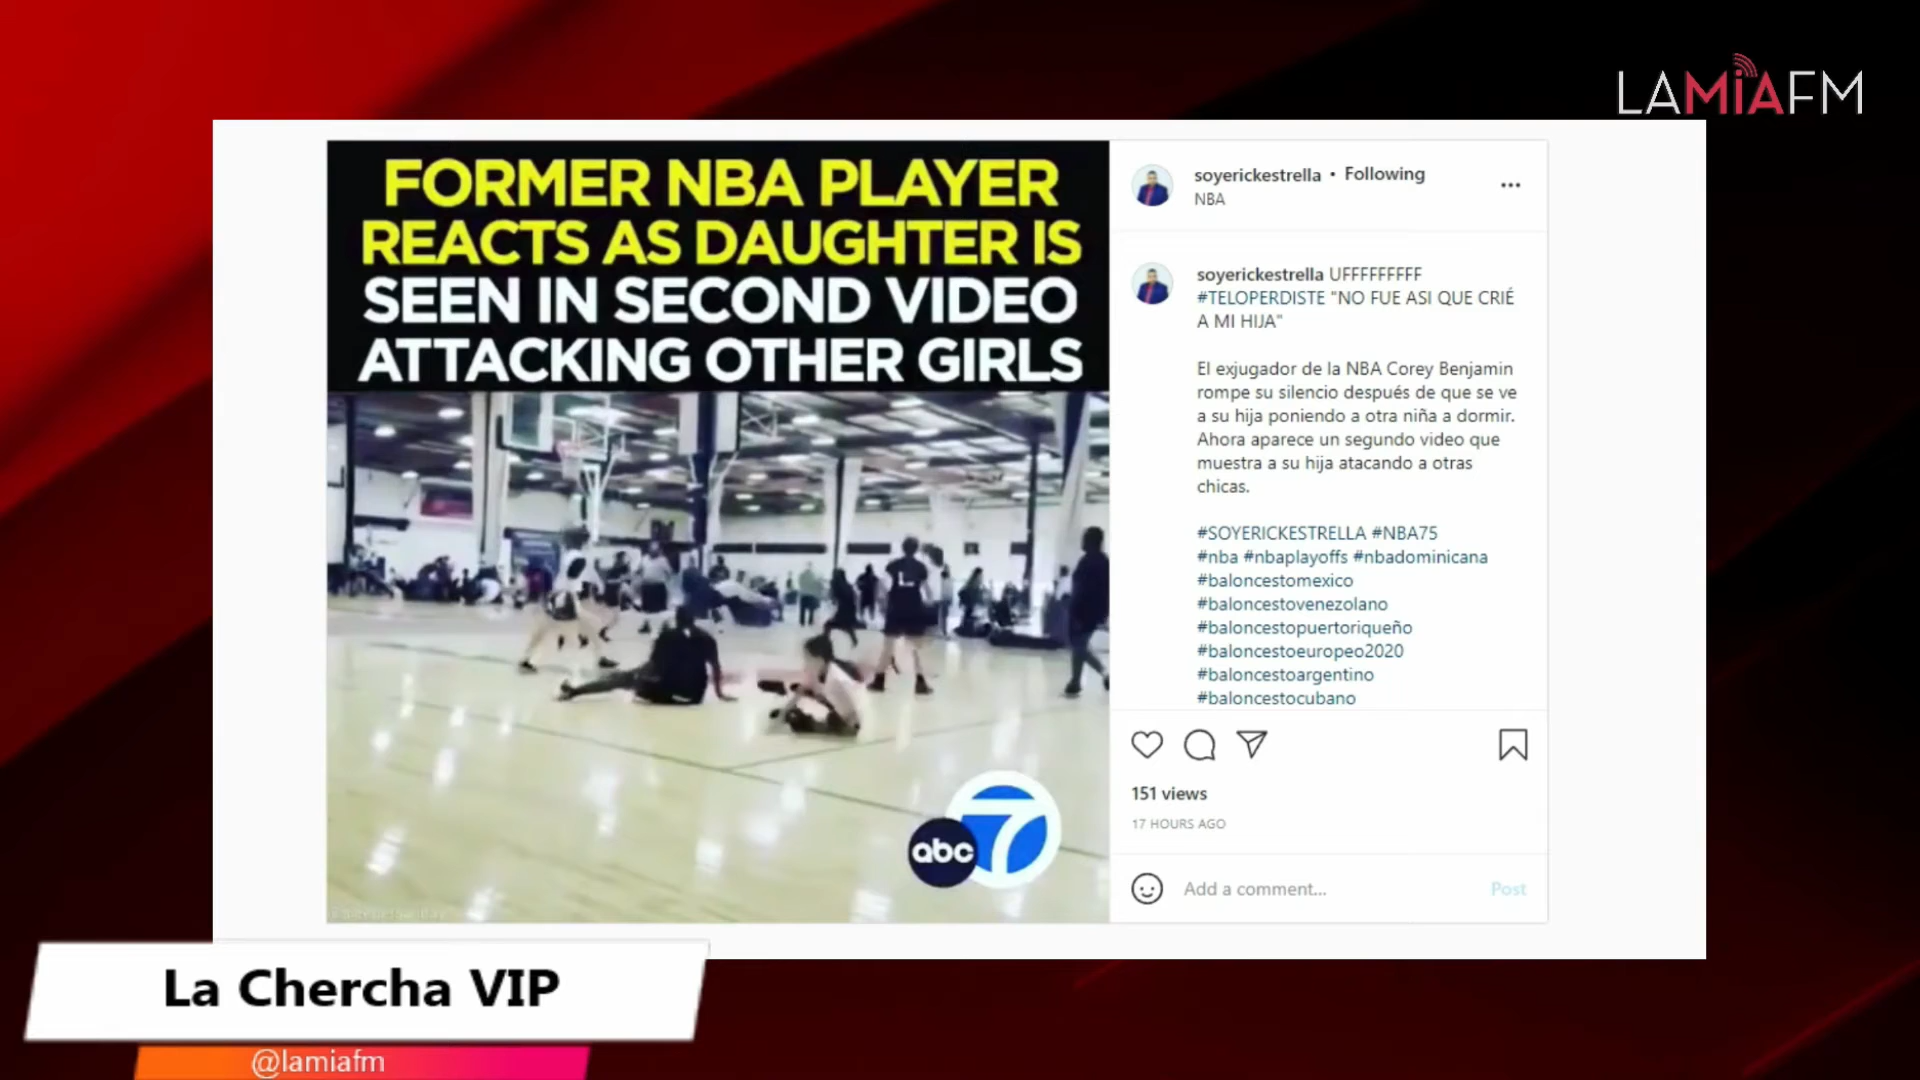 LAMiAFM
FORMER NBA PLAYER
REACTS AS DAUGHTER IS
SEEN IN SECOND VIDEO
ATTACKING OTHER GIRLS
abc 7
soyerickestrella • Following
NBA
soyerickestrella UFFFFFFFFF
#TELOPERDISTE "NO FUE ASI QUE CRIÉ
A MI HIJA"
El exjugador de la NBA Corey Benjamin
rompe su silencio después de que se ve
a su hija poniendo a otra niña a dormir.
Ahora aparece un segundo video que
muestra a su hija atacando a otras
chicas.
#SOYERICKESTRELLA #NBA75
#nba #nbaplayoffs #nbadominicana
#baloncestomexico
#baloncestovenezolano
#baloncestopuertoriqueño
#baloncestoeuropeo2020
#baloncestoargentino
#baloncestocubano
151 views
17 HOURS AGO
Add a comment...
Post
La Chercha VIP
@lamiafm